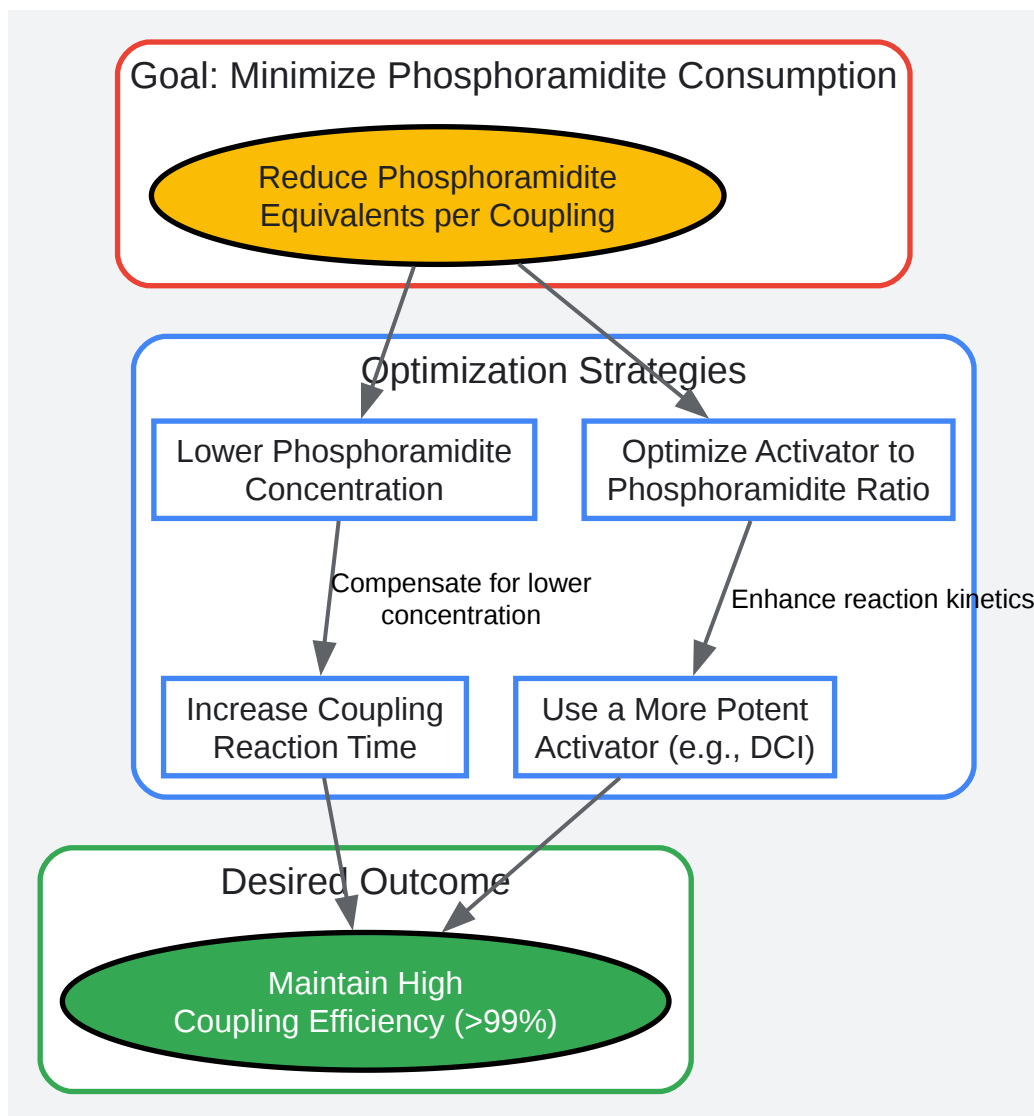 Goal: Minimize Phosphoramidite Consumption
Reduce Phosphoramidite
Equivalents per Coupling
Optimization Strategies
Lower Phosphoramidite
Concentration
Optimize Activator to
Phosphoramidite Ratio
Compensate for lower
concentration
Enhance reaction kinetics
Increase Coupling
Reaction Time
Use a More Potent
Activator (e.g., DCI)
Desired Outcome
Maintain High
Coupling Efficiency (>99%)